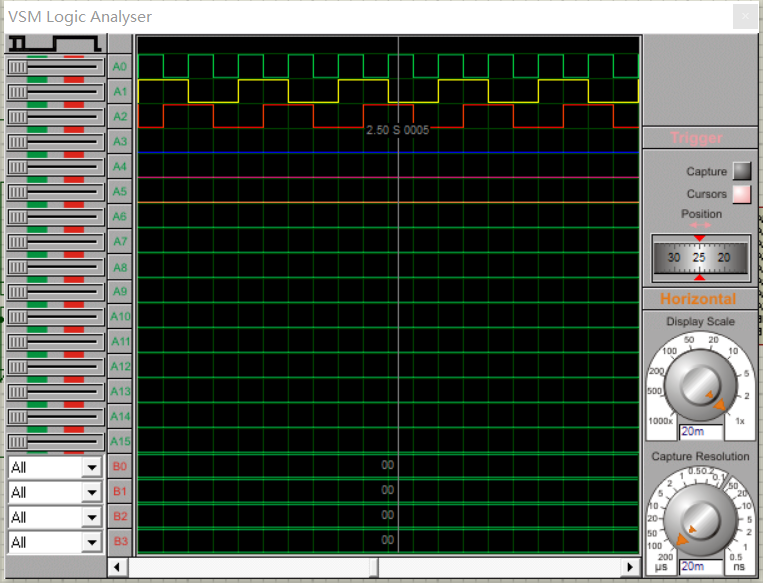 VSM Logic Analyser
A0
A1
A2
2.50 S 0005
A3
A4
A5
A6
A7
A8
A9
A10
A11
A12
A13
A14
A15
All B0 00
All B1 00
All B2 00
All B3 00
Trigger
Capture
Cursors
Position
30 25 20
Horizontal
Display Scale
1000x 500 200 100 50 20 10 5 2 1x
20m
Capture Resolution
200 100 50 20 10 5 2 1 0.5 0.2 0.1 50 20 10 5 2 1 0.5
µs ns
20m